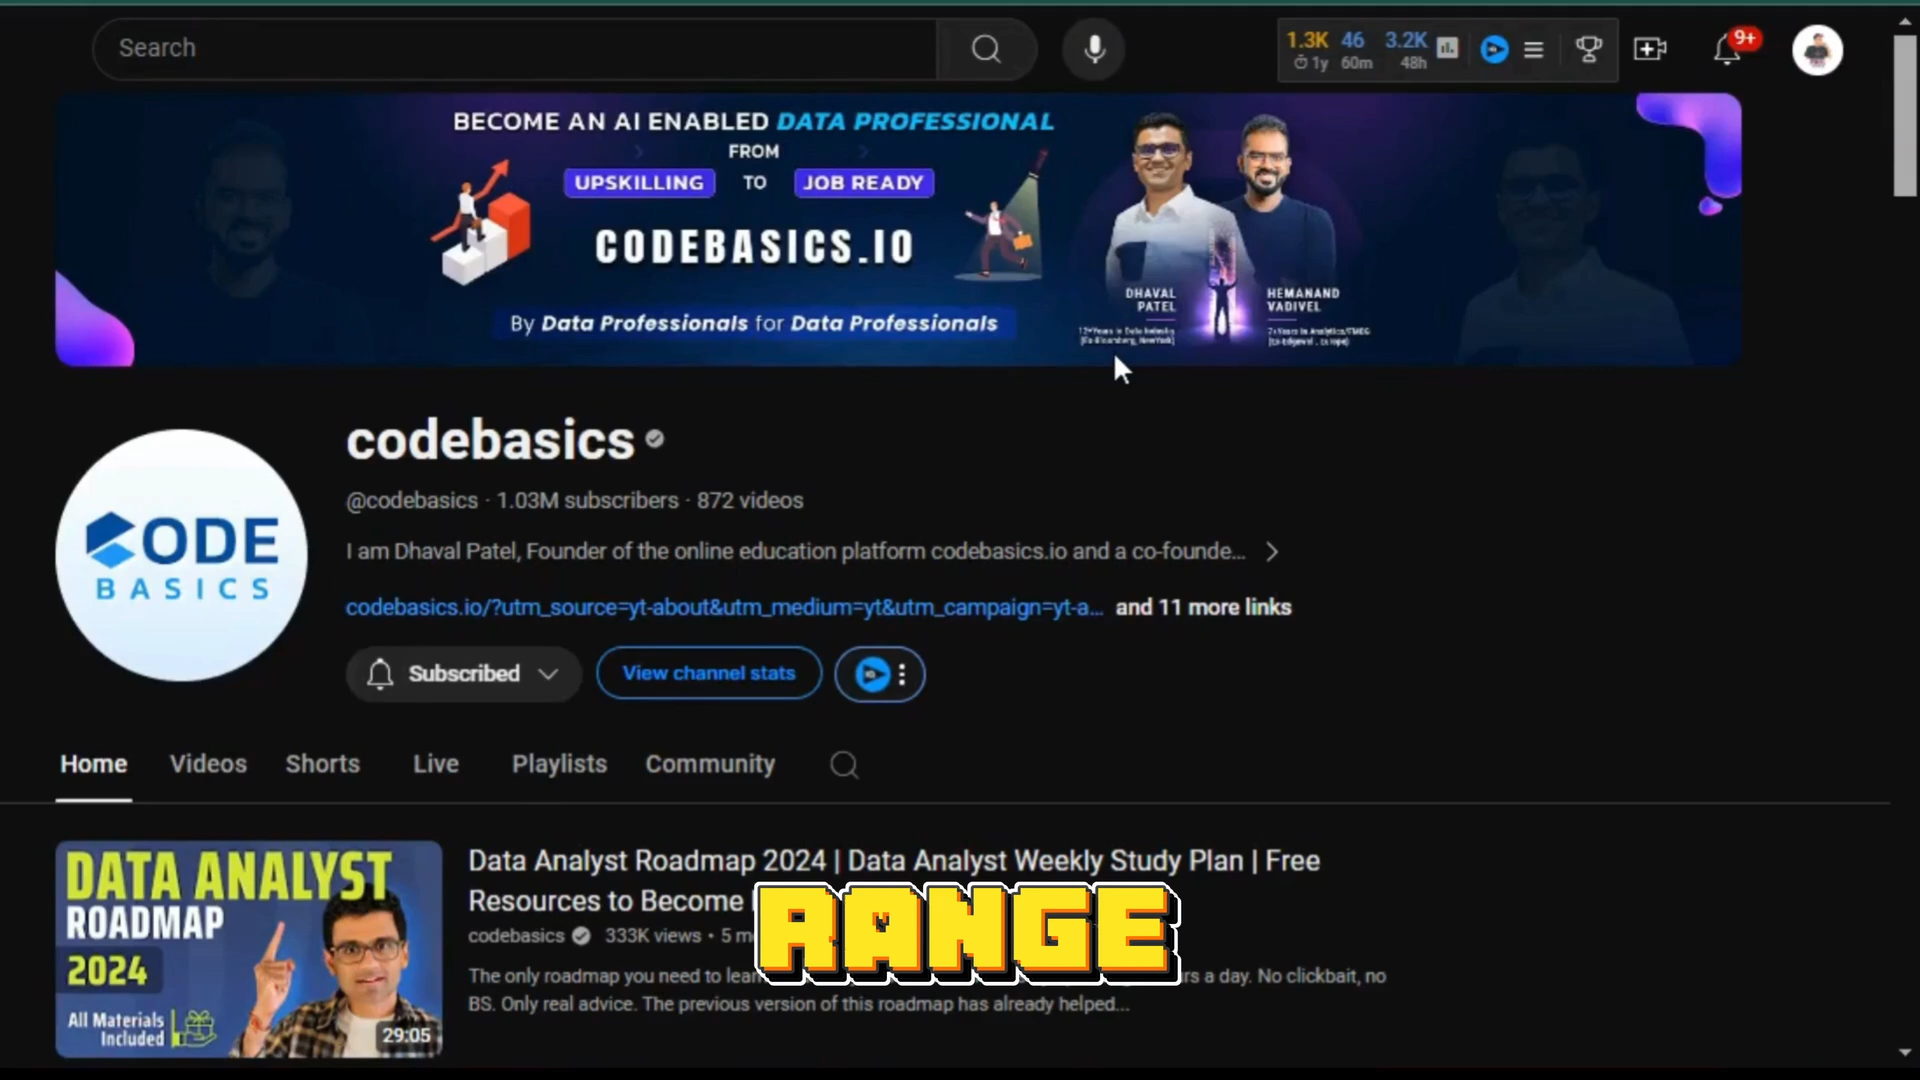 Search
1.3K 46 3.2K
1y 60m 48h
9+
BECOME AN AI ENABLED DATA PROFESSIONAL
FROM
UPSKILLING TO JOB READY
CODEBASICS.IO
By Data Professionals for Data Professionals
DHAVAL
PATEL
HEMANAND
VADIVEL
codebasics
@codebasics · 1.03M subscribers · 872 videos
I am Dhaval Patel, Founder of the online education platform codebasics.io and a co-founde...
codebasics.io/?utm_source=yt-about&utm_medium=yt&utm_campaign=yt-a... and 11 more links
CODE
BASICS
Subscribed
View channel stats
Home Videos Shorts Live Playlists Community
DATA ANALYST
ROADMAP
2024
All Materials
Included
29:05
Data Analyst Roadmap 2024 | Data Analyst Weekly Study Plan | Free
Resources to Become
codebasics 333K views • 5
RANGE
The only roadmap you need to a day. No clickbait, no
BS. Only real advice. The previous version of this roadmap has already helped...